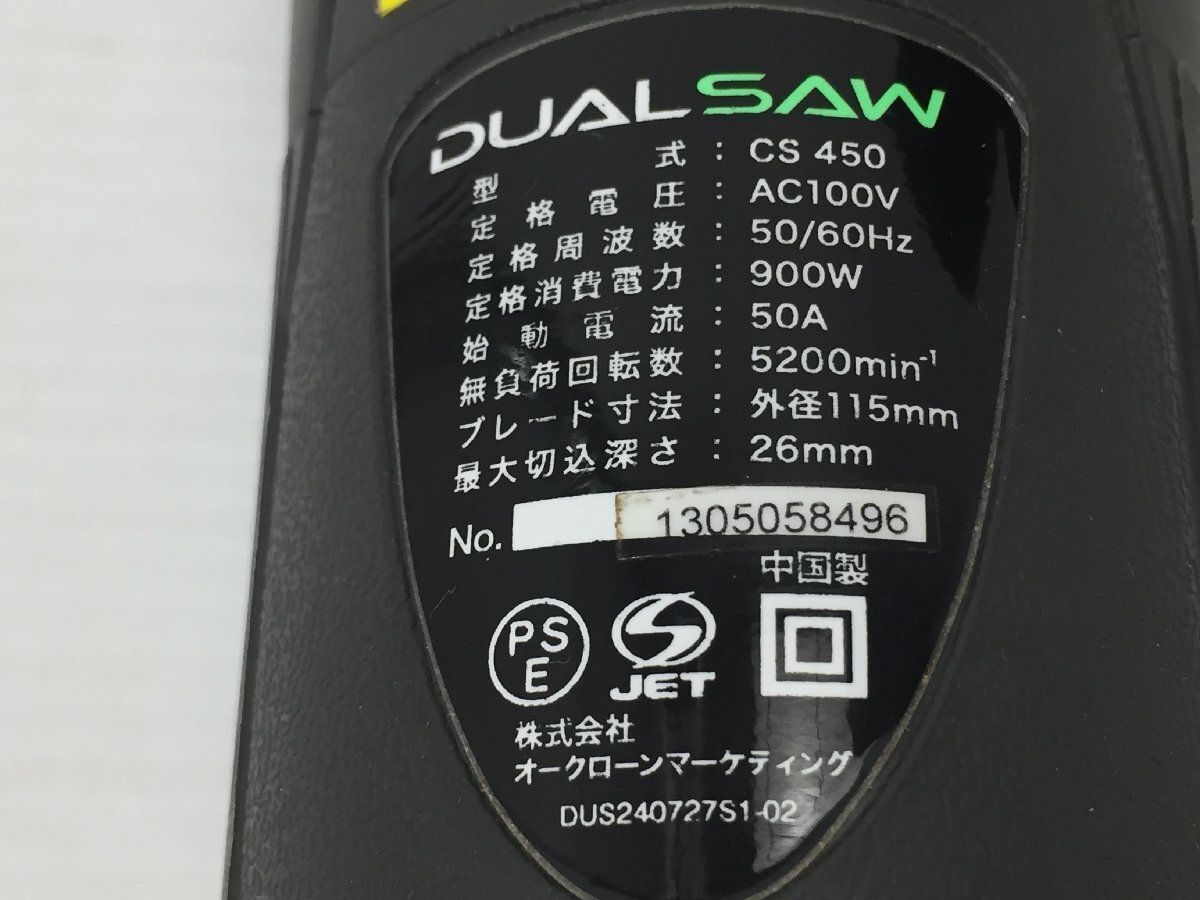 DUALSAW
型式：CS 450
定格電圧：AC100V
定格周波数：50/60Hz
定格消費電力：900W
始動電流：50A
無負荷回転数：5200min⁻¹
ブレード寸法：外径115mm
最大切込深さ：26mm
No. 1305058496
中国製
PSE
JET
株式会社
オークローンマーケティング
DUS240727S1-02